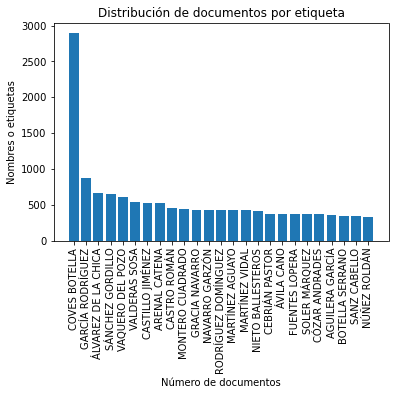 Distribución de documentos por etiqueta
Nombres o etiquetas
3000
2500
2000
1500
1000
500
0
COVES BOTELLA
GARCÍA RODRÍGUEZ
ÁLVAREZ DE LA CHICA
SÁNCHEZ GORDILLO
VAQUERO DEL POZO
VALDERAS SOSA
CASTILLO JIMÉNEZ
ARENAL CATENA
CASTRO ROMÁN
MONTERO CUADRADO
GRACIA NAVARRO
NAVARRO GARZÓN
RODRÍGUEZ DOMÍNGUEZ
MARTÍNEZ AGUAYO
MARTÍNEZ VIDAL
NIETO BALLESTEROS
CEBRIÁN PASTOR
ÁVILA CANO
FUENTES LOPERA
SOLER MÁRQUEZ
CÓZAR ANDRADES
AGUILERA GARCÍA
BOTELLA SERRANO
SANZ CABELLO
NÚÑEZ ROLDÁN
Número de documentos